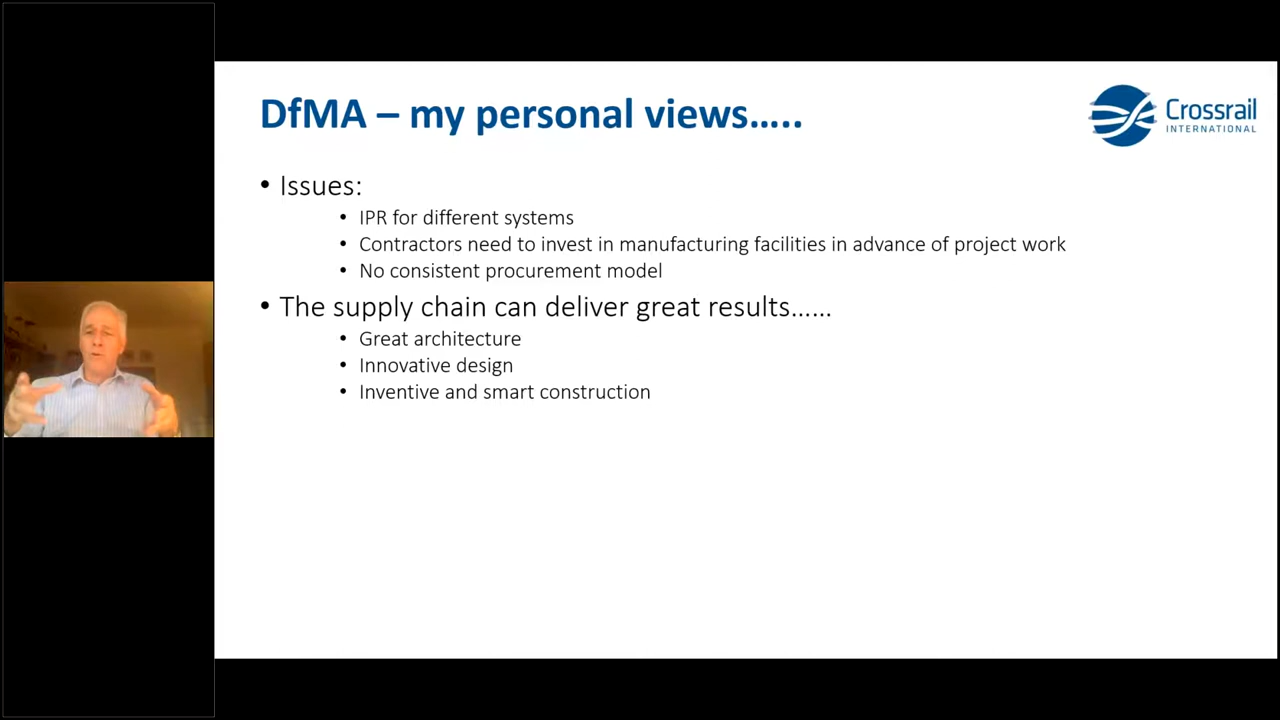 DfMA – my personal views.....
Crossrail
INTERNATIONAL
• Issues:
• IPR for different systems
• Contractors need to invest in manufacturing facilities in advance of project work
• No consistent procurement model
• The supply chain can deliver great results......
• Great architecture
• Innovative design
• Inventive and smart construction